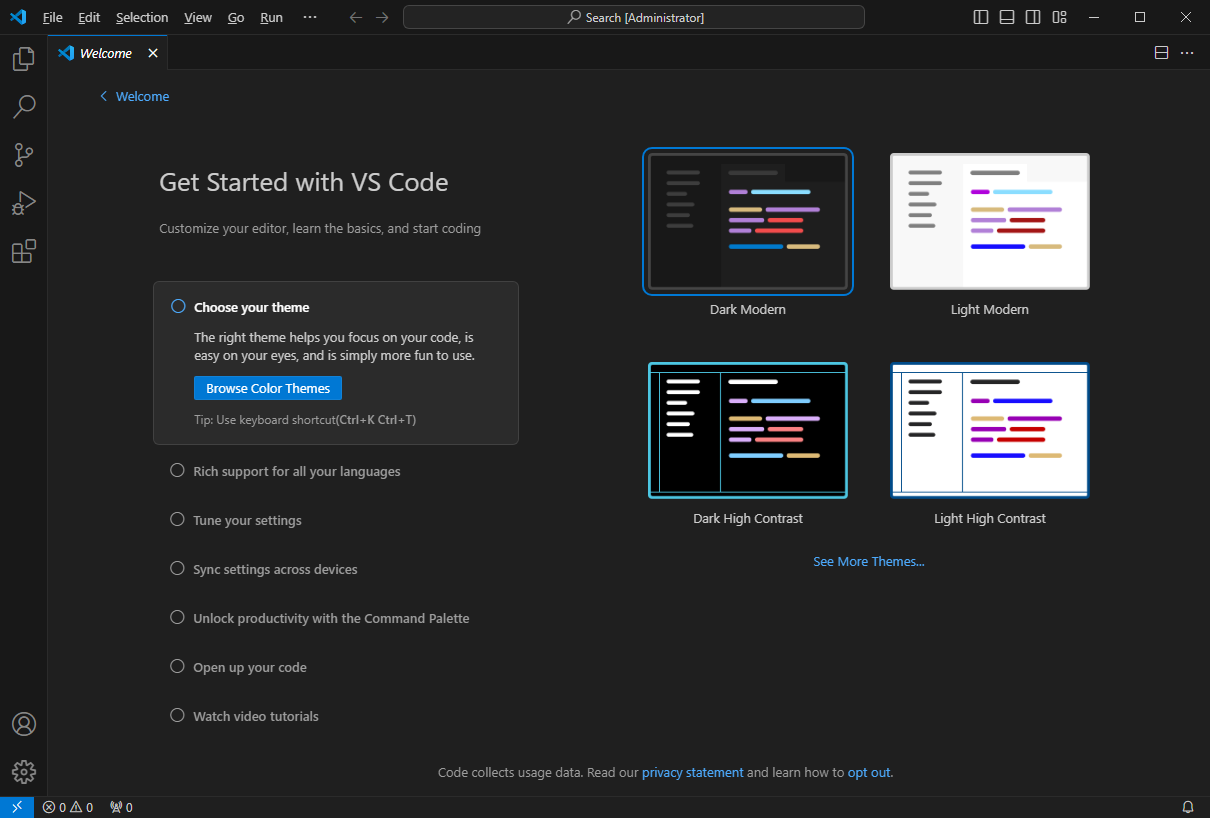 File Edit Selection View Go Run ···
Search [Administrator]
Welcome
Welcome
Get Started with VS Code
Customize your editor, learn the basics, and start coding
Choose your theme
The right theme helps you focus on your code, is
easy on your eyes, and is simply more fun to use.
Browse Color Themes
Tip: Use keyboard shortcut(Ctrl+K Ctrl+T)
Rich support for all your languages
Tune your settings
Sync settings across devices
Unlock productivity with the Command Palette
Open up your code
Watch video tutorials
Dark Modern
Light Modern
Dark High Contrast
Light High Contrast
See More Themes...
Code collects usage data. Read our privacy statement and learn how to opt out.
0 0 0